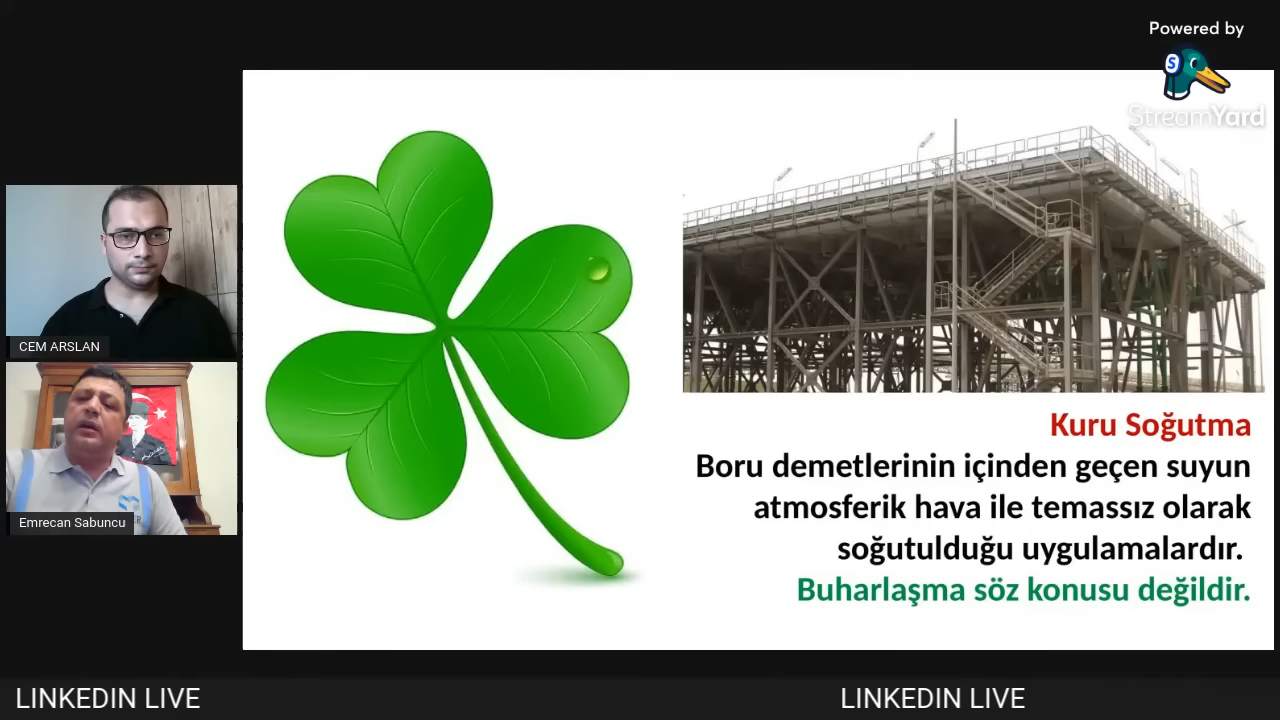 Powered by
StreamYard
CEM ARSLAN
Emrecan Sabuncu
Kuru Soğutma
Boru demetlerinin içinden geçen suyun
atmosferik hava ile temassız olarak
soğutulduğu uygulamalardır.
Buharlaşma söz konusu değildir.
LINKEDIN LIVE
LINKEDIN LIVE